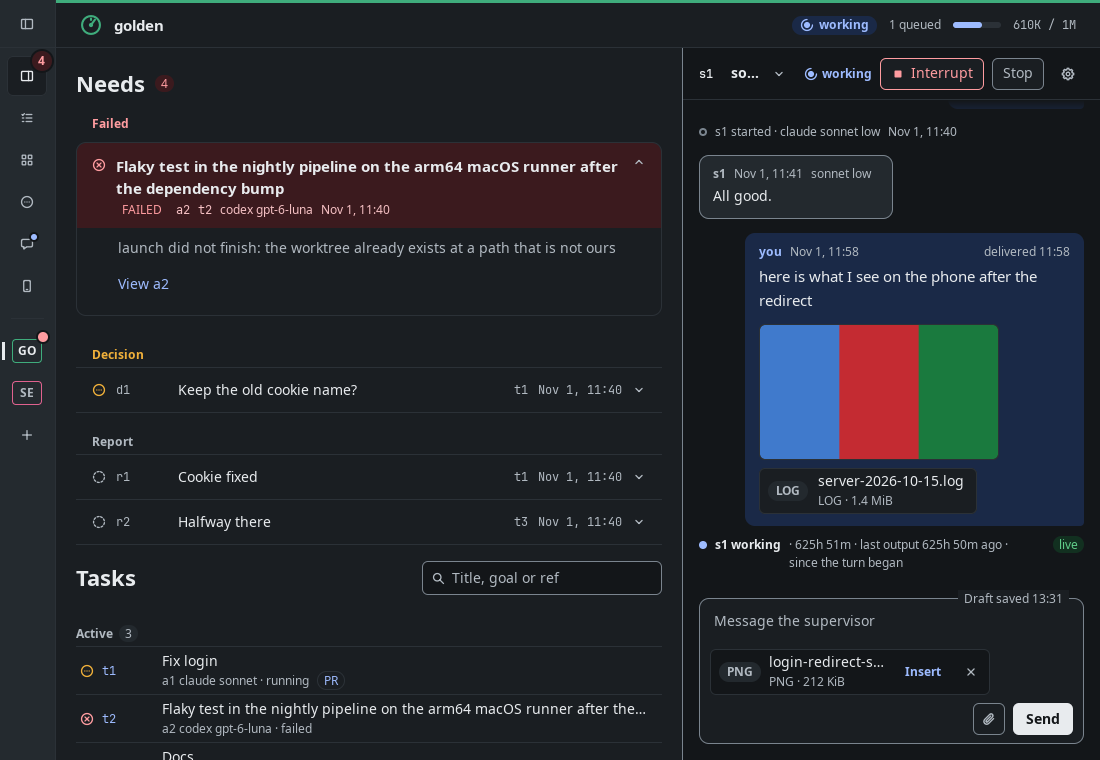 golden
working
1 queued
610K / 1M
4
GO
SE
Needs 4
Failed
Flaky test in the nightly pipeline on the arm64 macOS runner after
the dependency bump
FAILED a2 t2 codex gpt-6-luna Nov 1, 11:40
launch did not finish: the worktree already exists at a path that is not ours
View a2
Decision
d1 Keep the old cookie name? t1 Nov 1, 11:40
Report
r1 Cookie fixed t1 Nov 1, 11:40
r2 Halfway there t3 Nov 1, 11:40
Tasks
Title, goal or ref
Active 3
t1 Fix login
a1 claude sonnet · running PR
t2 Flaky test in the nightly pipeline on the arm64 macOS runner after the…
a2 codex gpt-6-luna · failed
Docs
s1 so… working Interrupt Stop
s1 started · claude sonnet low Nov 1, 11:40
s1 Nov 1, 11:41 sonnet low
All good.
you Nov 1, 11:58 delivered 11:58
here is what I see on the phone after the
redirect
LOG server-2026-10-15.log
LOG · 1.4 MiB
s1 working · 625h 51m · last output 625h 50m ago ·
since the turn began
live
Draft saved 13:31
Message the supervisor
PNG login-redirect-s…
PNG · 212 KiB
Insert
Send